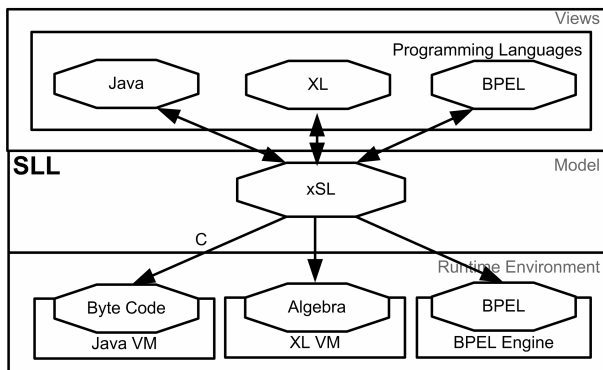 Views
Programming Languages
Java
XL
BPEL
SLL
Model
xSL
C
Runtime Environment
Byte Code
Algebra
BPEL
Java VM
XL VM
BPEL Engine